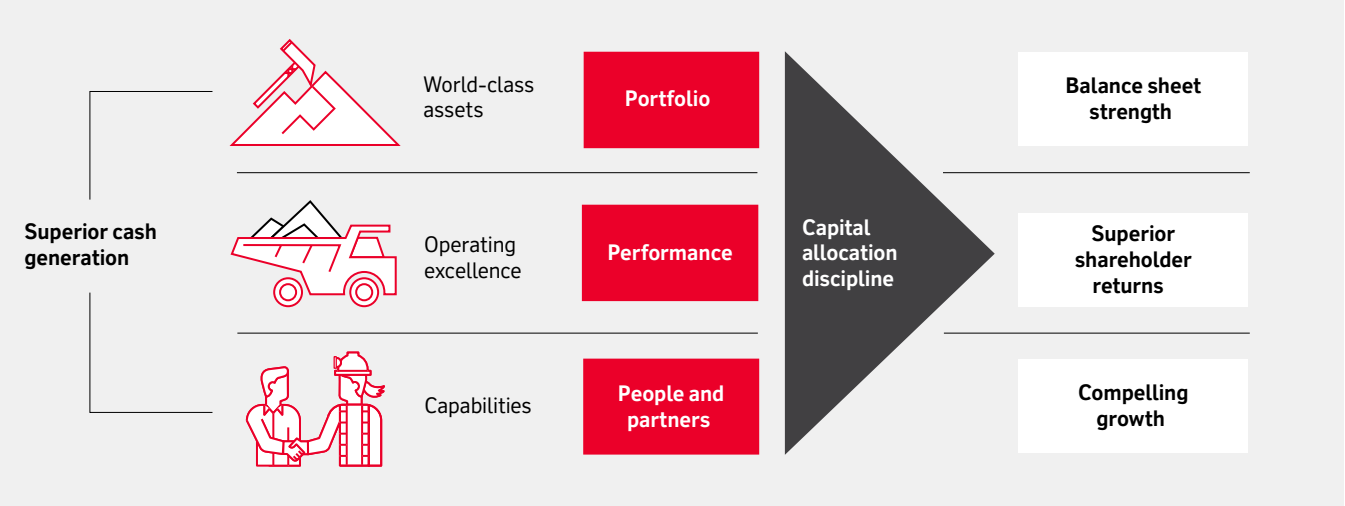 Superior cash
generation
World-class
assets
Portfolio
Operating
excellence
Performance
Capabilities
People and
partners
Capital
allocation
discipline
Balance sheet
strength
Superior
shareholder
returns
Compelling
growth